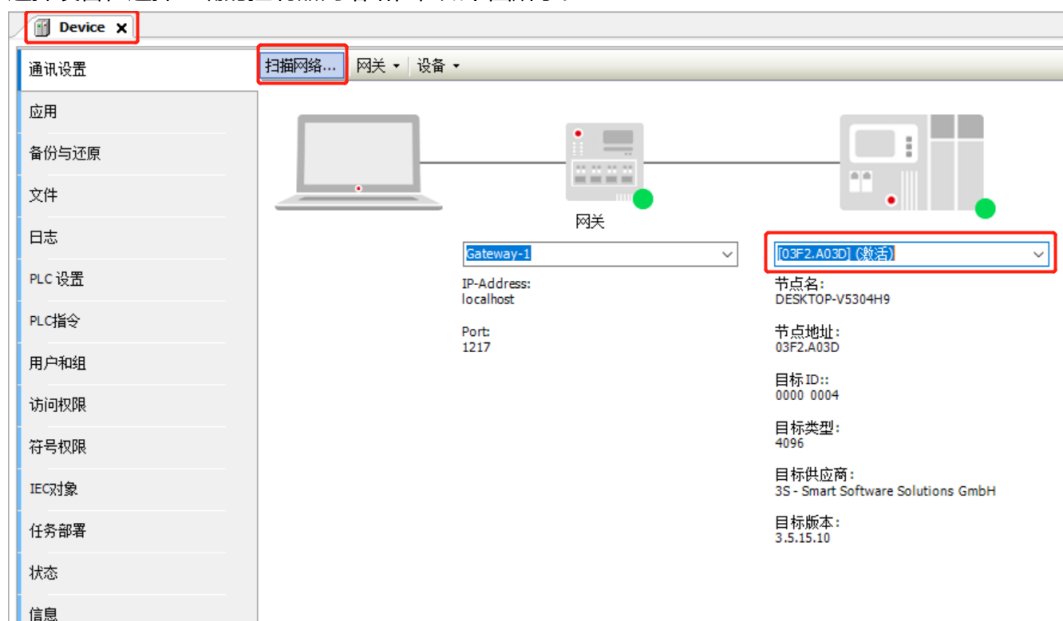 Device
通讯设置
扫描网络...
网关
设备
应用
备份与还原
文件
日志
PLC 设置
PLC指令
用户和组
访问权限
符号权限
IEC对象
任务部署
状态
信息
网关
Gateway-1
IP-Address:
localhost
Port:
1217
[03F2.A03D] (激活)
节点名:
DESKTOP-V5304H9
节点地址:
03F2.A03D
目标 ID::
0000 0004
目标类型:
4096
目标供应商:
3S - Smart Software Solutions GmbH
目标版本:
3.5.15.10